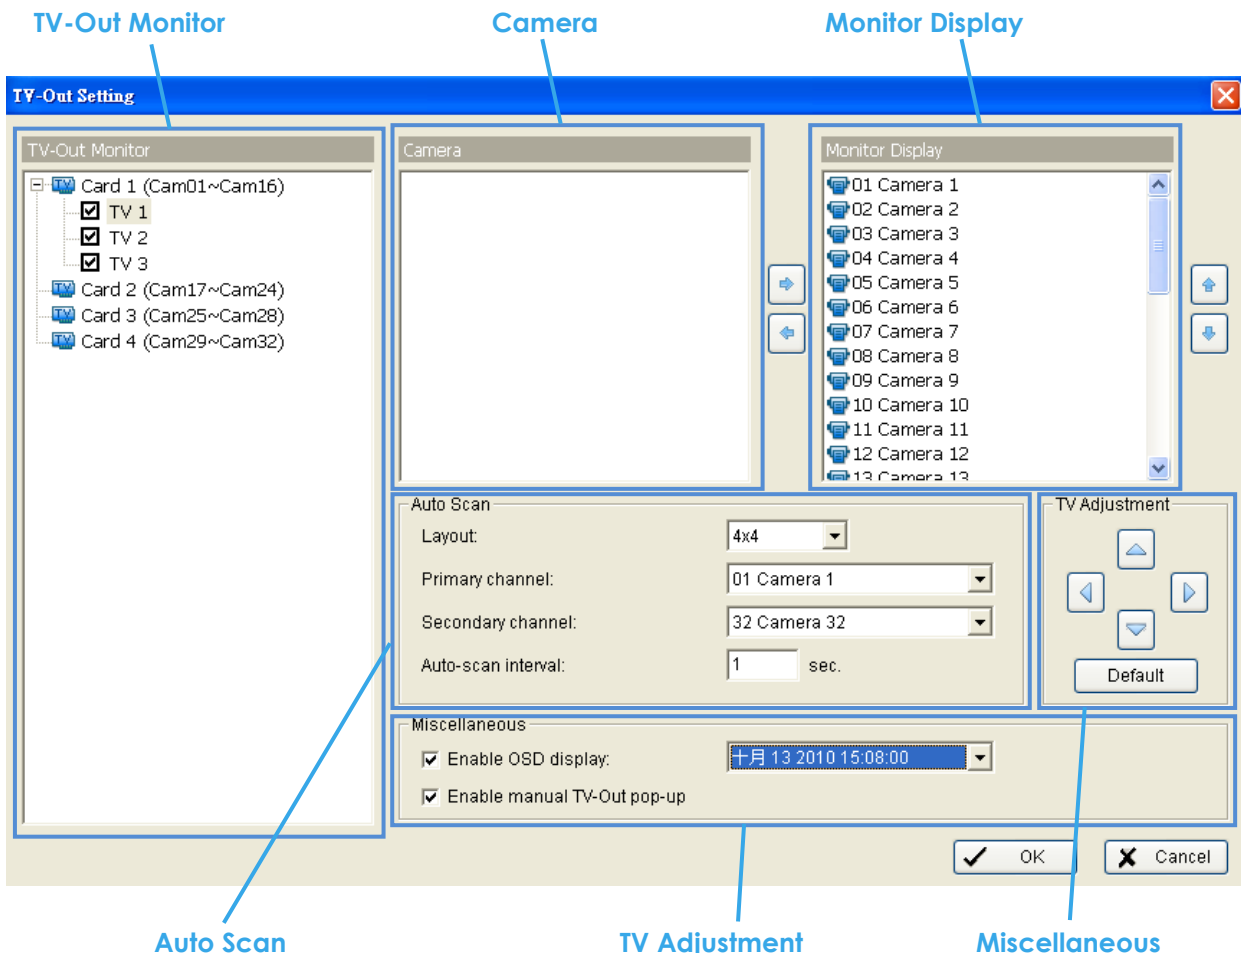 TV-Out Monitor
Camera
Monitor Display
TV-Out Setting
TV-Out Monitor
Card 1 (Cam01~Cam16)
TV 1
TV 2
TV 3
Card 2 (Cam17~Cam24)
Card 3 (Cam25~Cam28)
Card 4 (Cam29~Cam32)
Camera
Monitor Display
01 Camera 1
02 Camera 2
03 Camera 3
04 Camera 4
05 Camera 5
06 Camera 6
07 Camera 7
08 Camera 8
09 Camera 9
10 Camera 10
11 Camera 11
12 Camera 12
13 Camera 13
Auto Scan
Layout: 4x4
Primary channel: 01 Camera 1
Secondary channel: 32 Camera 32
Auto-scan interval: 1 sec.
TV Adjustment
Default
Miscellaneous
Enable OSD display: 十月 13 2010 15:08:00
Enable manual TV-Out pop-up
OK
Cancel
Auto Scan
TV Adjustment
Miscellaneous